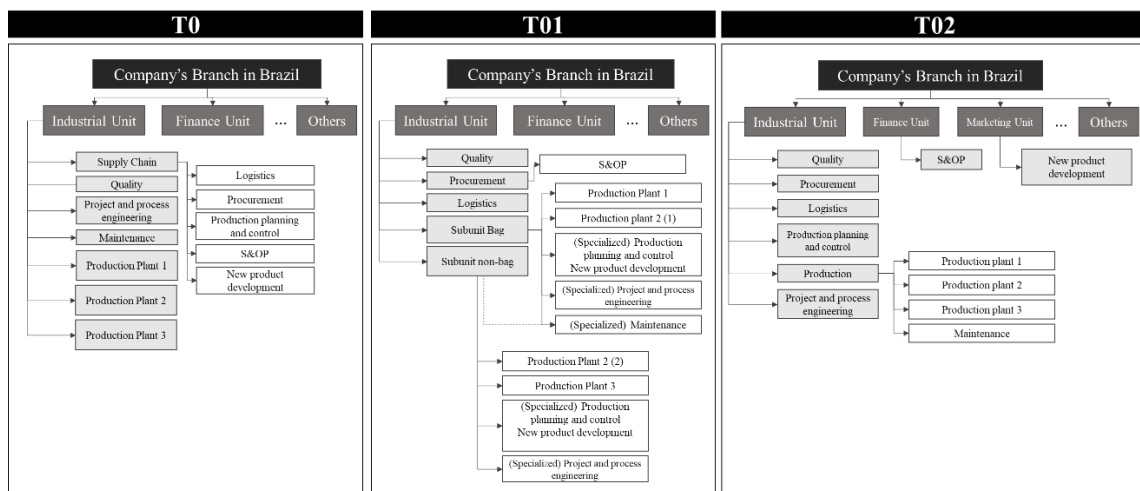 T0
Company's Branch in Brazil
Industrial Unit
Finance Unit
...
Others
Supply Chain
Quality
Project and process
engineering
Maintenance
Production Plant 1
Production Plant 2
Production Plant 3
Logistics
Procurement
Production planning
and control
S&OP
New product
development
T01
Company's Branch in Brazil
Industrial Unit
Finance Unit
...
Others
Quality
Procurement
Logistics
Subunit Bag
Subunit non-bag
S&OP
Production Plant 1
Production plant 2 (1)
(Specialized) Production
planning and control
New product development
(Specialized) Project and process
engineering
(Specialized) Maintenance
Production Plant 2 (2)
Production Plant 3
(Specialized) Production
planning and control
New product development
(Specialized) Project and process
engineering
T02
Company's Branch in Brazil
Industrial Unit
Finance Unit
Marketing Unit
...
Others
S&OP
New product
development
Quality
Procurement
Logistics
Production planning
and control
Production
Project and process
engineering
Production plant 1
Production plant 2
Production plant 3
Maintenance